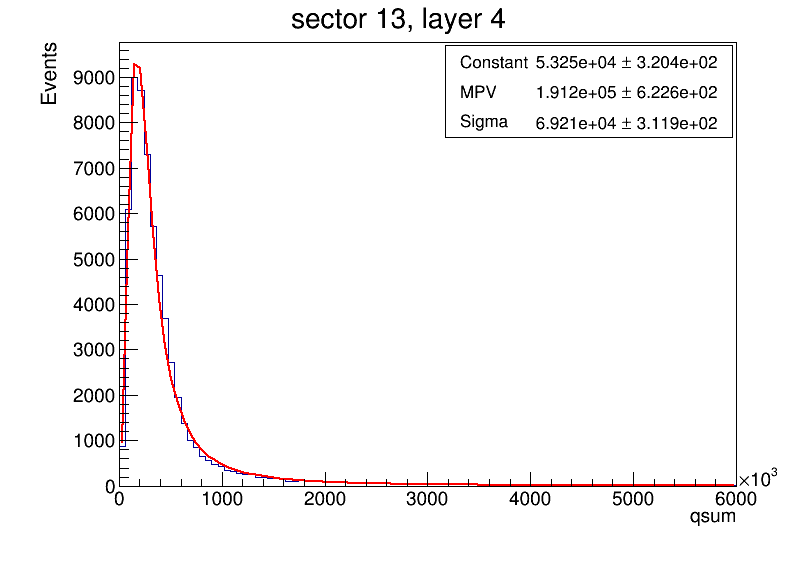 sector 13, layer 4
Events
Constant 5.325e+04 ± 3.204e+02
MPV 1.912e+05 ± 6.226e+02
Sigma 6.921e+04 ± 3.119e+02
9000
8000
7000
6000
5000
4000
3000
2000
1000
0
0 1000 2000 3000 4000 5000 6000
×10³
qsum